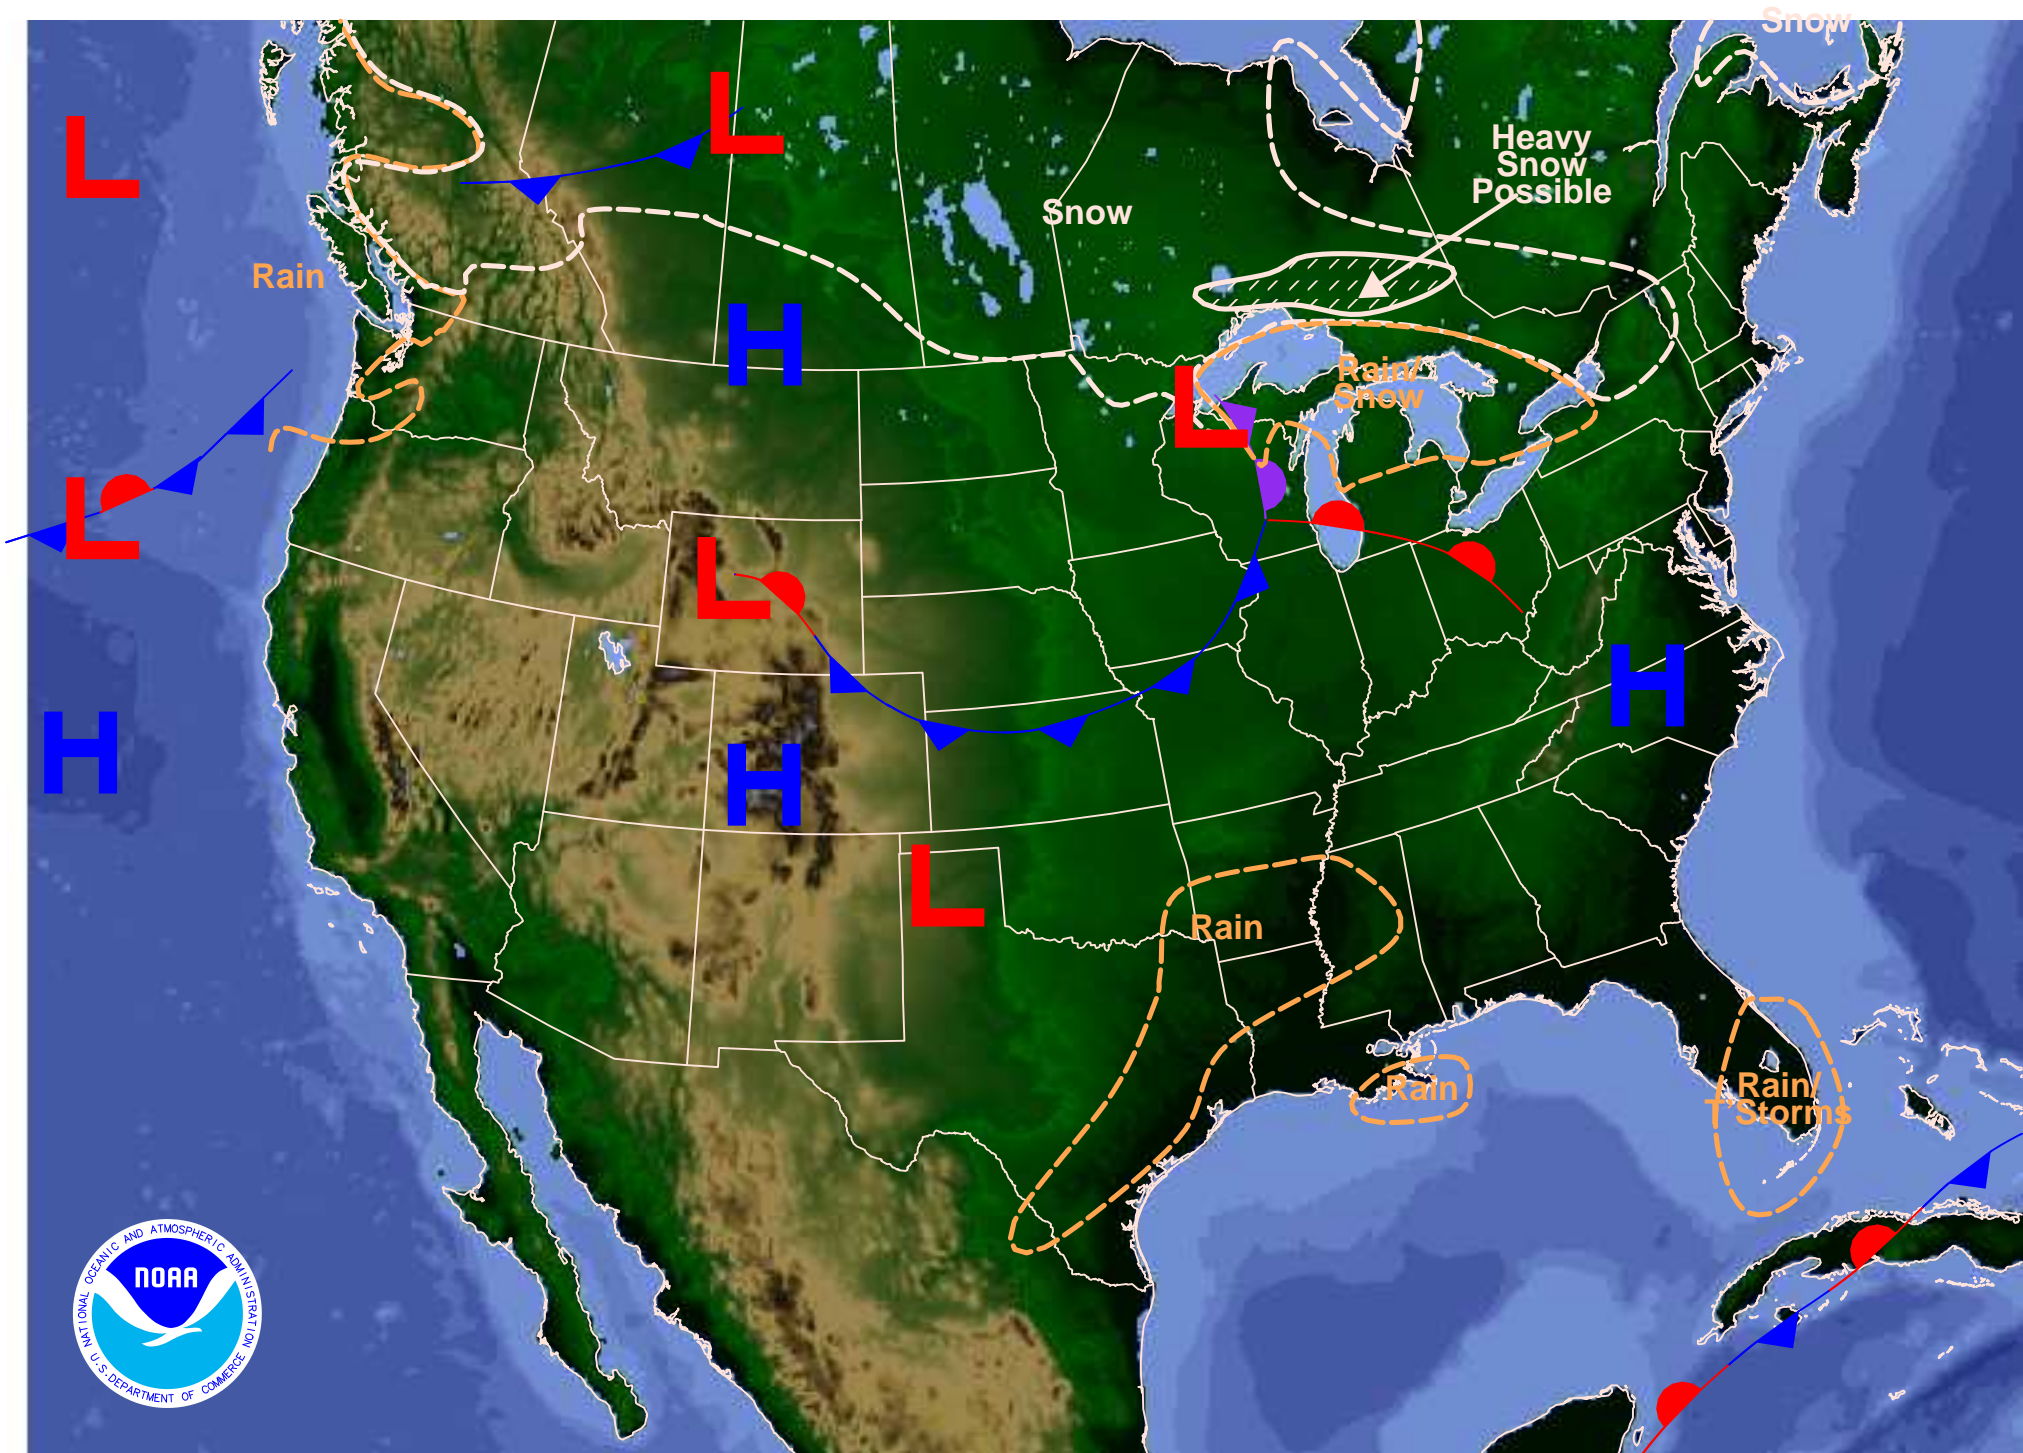 Snow
L
L
Heavy
Snow
Possible
Snow
Rain
H
Rain/
Snow
L
L
L
H
H
H
L
Rain
Rain
Rain/
T'Storms
NATIONAL OCEANIC AND ATMOSPHERIC ADMINISTRATION
NOAA
U.S. DEPARTMENT OF COMMERCE